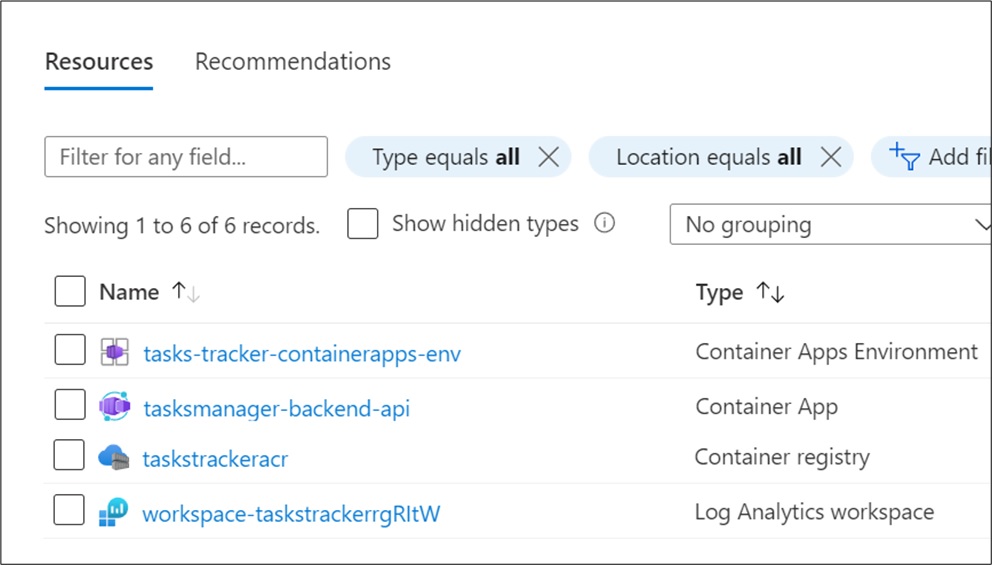 Resources Recommendations
Filter for any field... Type equals all Location equals all Add fil
Showing 1 to 6 of 6 records. Show hidden types No grouping
Name Type
tasks-tracker-containerapps-env Container Apps Environment
tasksmanager-backend-api Container App
taskstrackeracr Container registry
workspace-taskstrackerrgRItW Log Analytics workspace